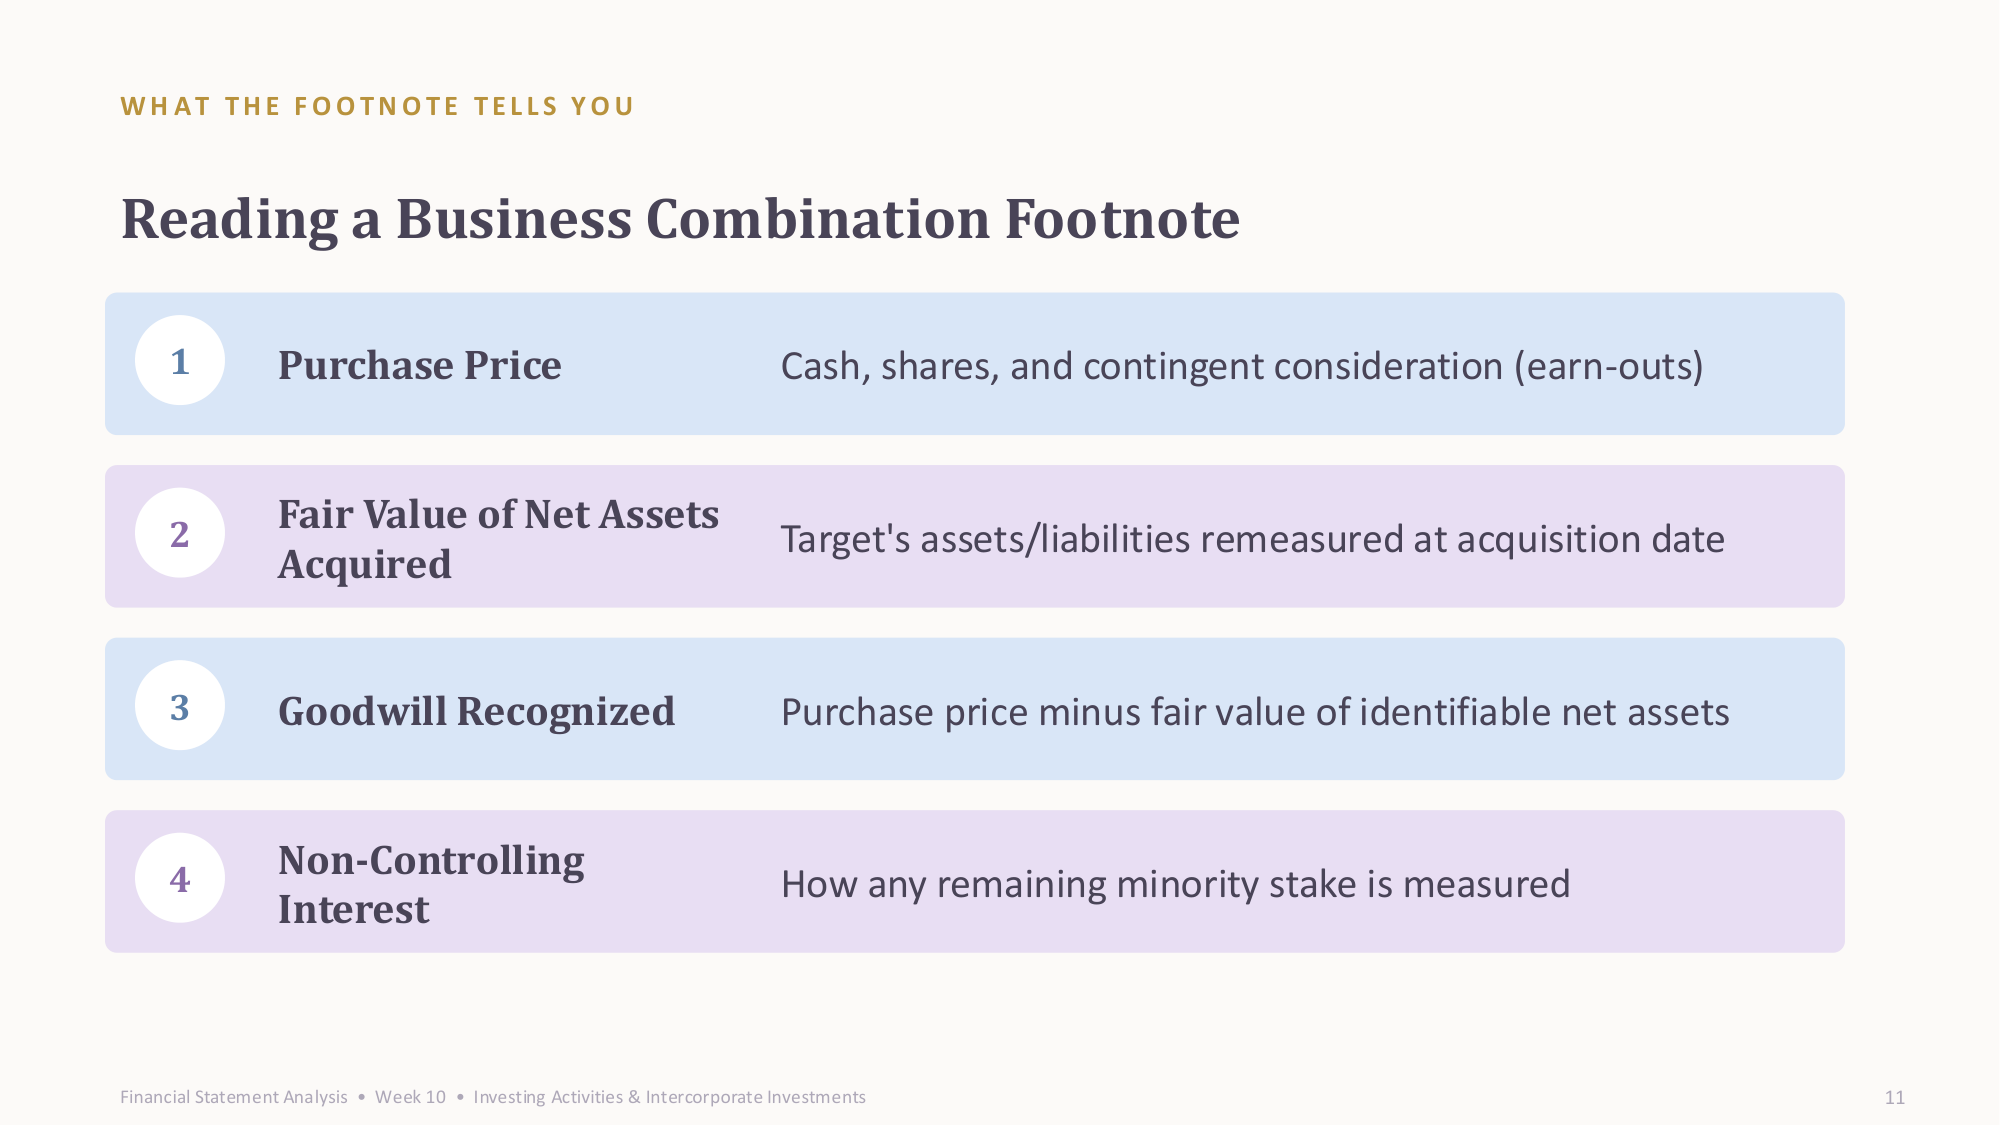 WHAT THE FOOTNOTE TELLS YOU
Reading a Business Combination Footnote
1
Purchase Price
Cash, shares, and contingent consideration (earn-outs)
2
Fair Value of Net Assets
Acquired
Target's assets/liabilities remeasured at acquisition date
3
Goodwill Recognized
Purchase price minus fair value of identifiable net assets
4
Non-Controlling
Interest
How any remaining minority stake is measured
Financial Statement Analysis • Week 10 • Investing Activities & Intercorporate Investments
11